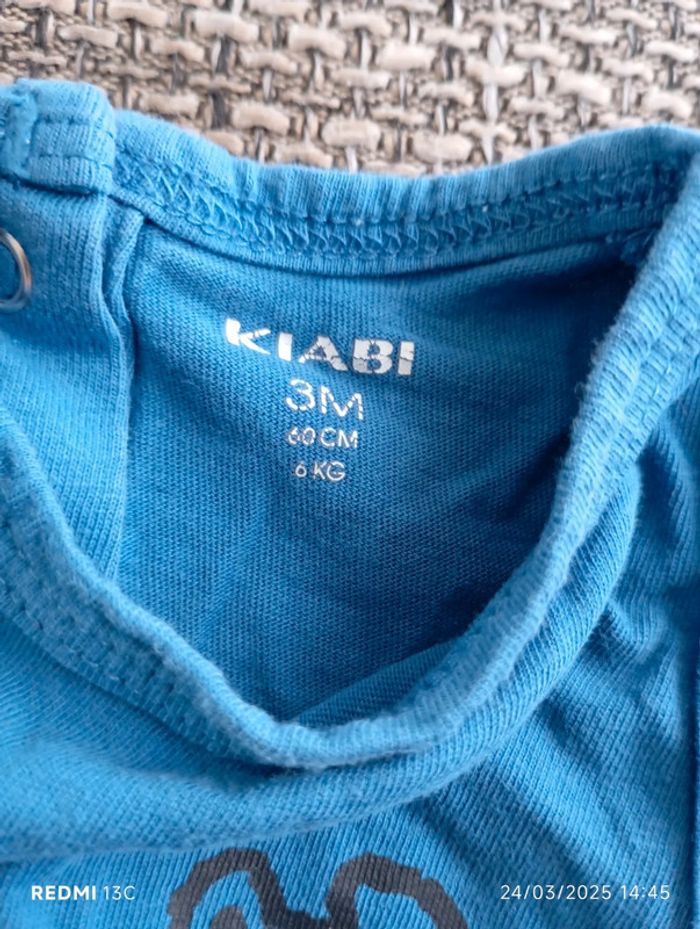 KIABI
3M
60 CM
6 KG
REDMI 13C
24/03/2025 14:45